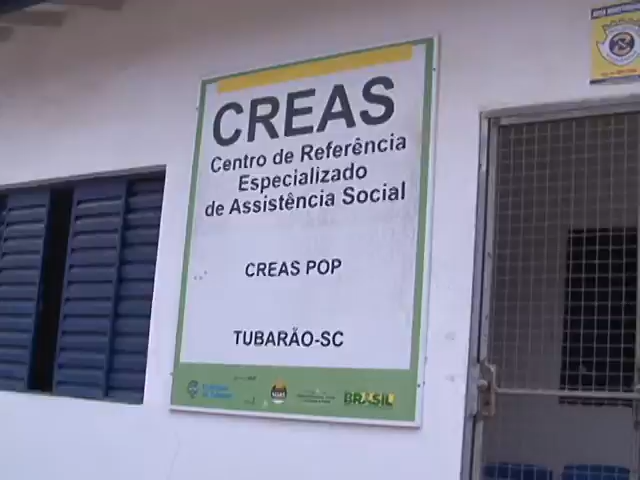 CREAS
Centro de Referência
Especializado
de Assistência Social
CREAS POP
TUBARÃO-SC
BRASIL